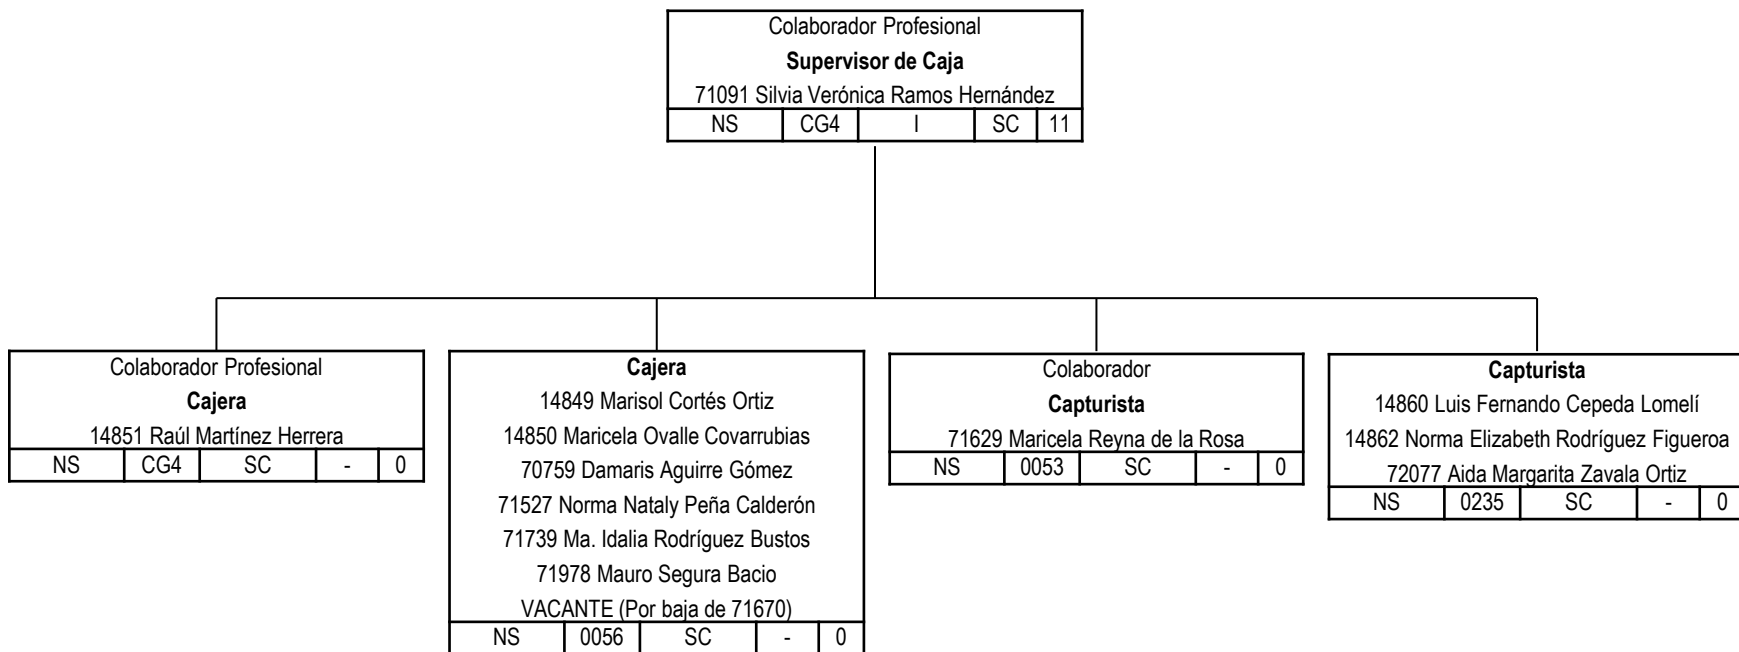 Colaborador Profesional
Supervisor de Caja
71091 Silvia Verónica Ramos Hernández
NS CG4 I SC 11
Colaborador Profesional
Cajera
14851 Raúl Martínez Herrera
NS CG4 SC - 0
Cajera
14849 Marisol Cortés Ortiz
14850 Maricela Ovalle Covarrubias
70759 Damaris Aguirre Gómez
71527 Norma Nataly Peña Calderón
71739 Ma. Idalia Rodríguez Bustos
71978 Mauro Segura Bacio
VACANTE (Por baja de 71670)
NS 0056 SC - 0
Colaborador
Capturista
71629 Maricela Reyna de la Rosa
NS 0053 SC - 0
Capturista
14860 Luis Fernando Cepeda Lomelí
14862 Norma Elizabeth Rodríguez Figueroa
72077 Aida Margarita Zavala Ortiz
NS 0235 SC - 0